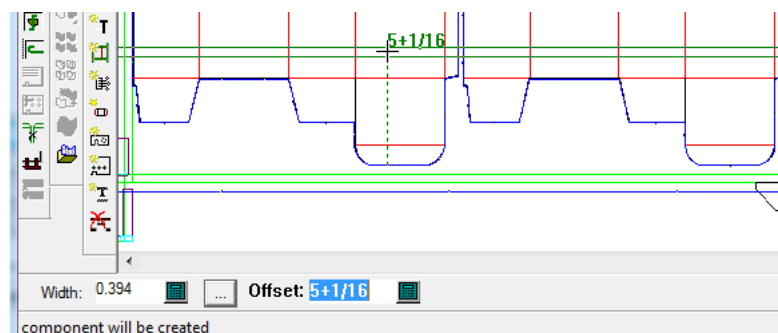 5+1/16
Width: 0.394 ... Offset: 5+1/16
component will be created